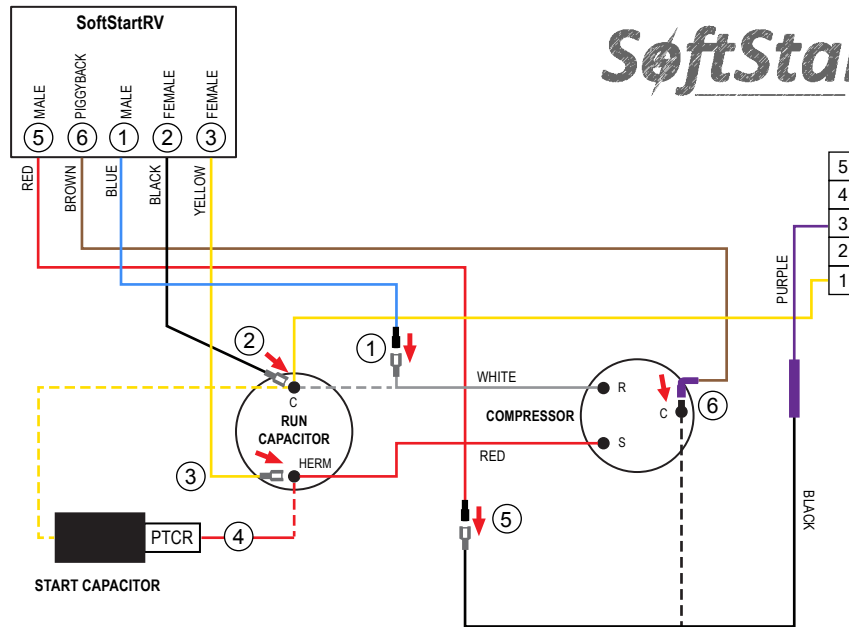 SoftStartRV
SoftStar
MALE
PIGGYBACK
MALE
FEMALE
FEMALE
5
6
1
2
3
RED
BROWN
BLUE
BLACK
YELLOW
5
4
3
2
1
PURPLE
2
1
C
WHITE
R
RUN
CAPACITOR
COMPRESSOR
C
6
S
HERM
RED
3
BLACK
5
PTCR
4
START CAPACITOR